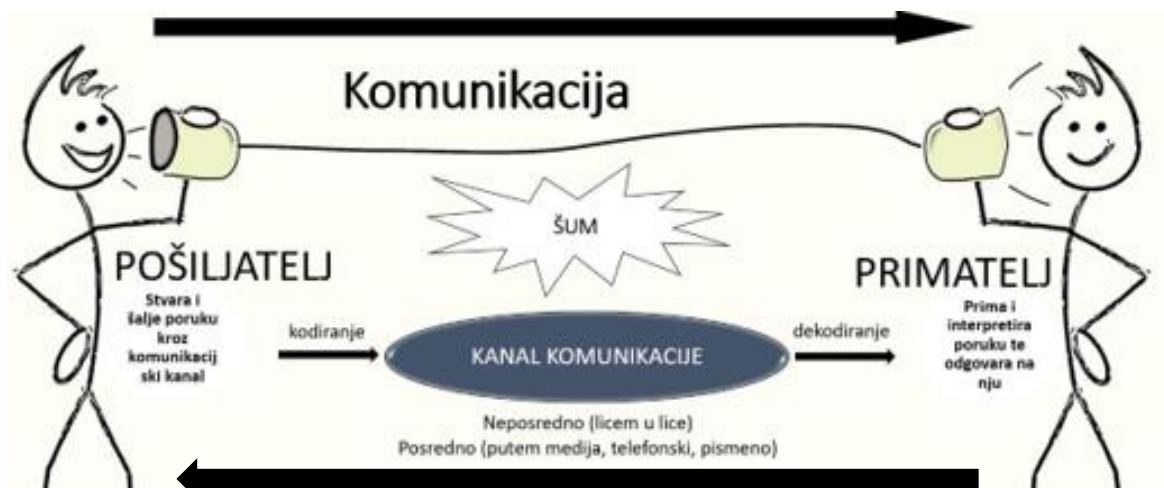 Komunikacija
ŠUM
POŠILJATELJ
Stvara i
šalje poruku
kroz
komunikacij
ski kanal
kodiranje
KANAL KOMUNIKACIJE
dekodiranje
PRIMATELJ
Prima i
interpretira
poruku te
odgovara na
nju
Neposredno (licem u lice)
Posredno (putem medija, telefonski, pismeno)